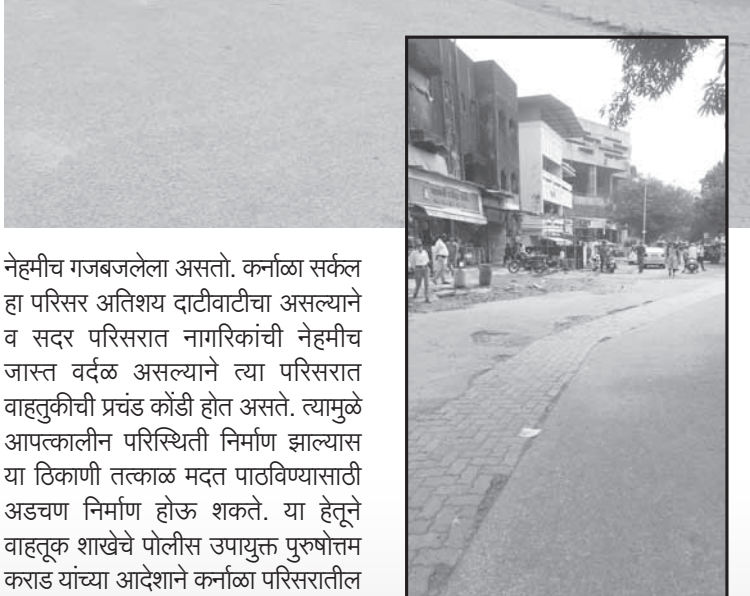 नेहमीच गजबजलेला असतो. कर्नाळा सर्कल
हा परिसर अतिशय दाटीवाटीचा असल्याने
व सदर परिसरात नागरिकांची नेहमीच
जास्त वर्दळ असल्याने त्या परिसरात
वाहतुकीची प्रचंड कोंडी होत असते. त्यामुळे
आपत्कालीन परिस्थिती निर्माण झाल्यास
या ठिकाणी तत्काळ मदत पाठविण्यासाठी
अडचण निर्माण होऊ शकते. या हेतूने
वाहतूक शाखेचे पोलीस उपायुक्त पुरुषोत्तम
कराड यांच्या आदेशाने कर्नाळा परिसरातील